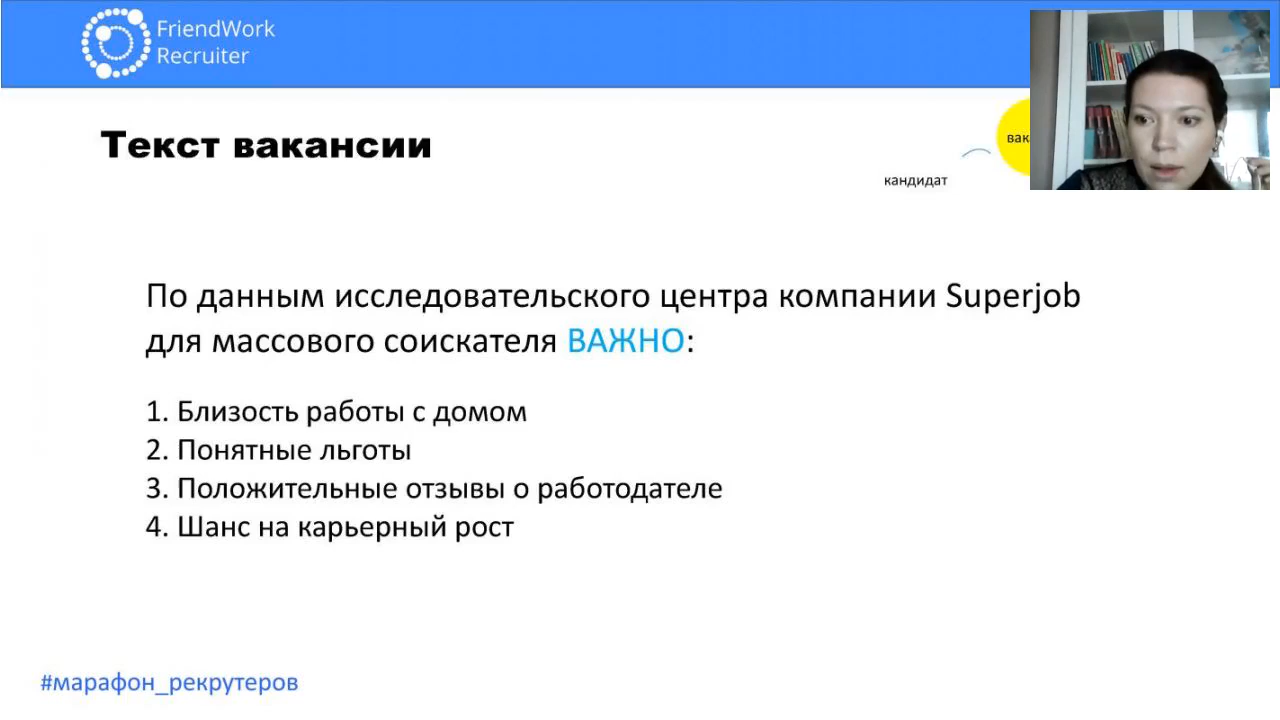 FriendWork
Recruiter
Текст вакансии
кандидат
По данным исследовательского центра компании Superjob
для массового соискателя ВАЖНО:
1. Близость работы с домом
2. Понятные льготы
3. Положительные отзывы о работодателе
4. Шанс на карьерный рост
#марафон_рекрутеров